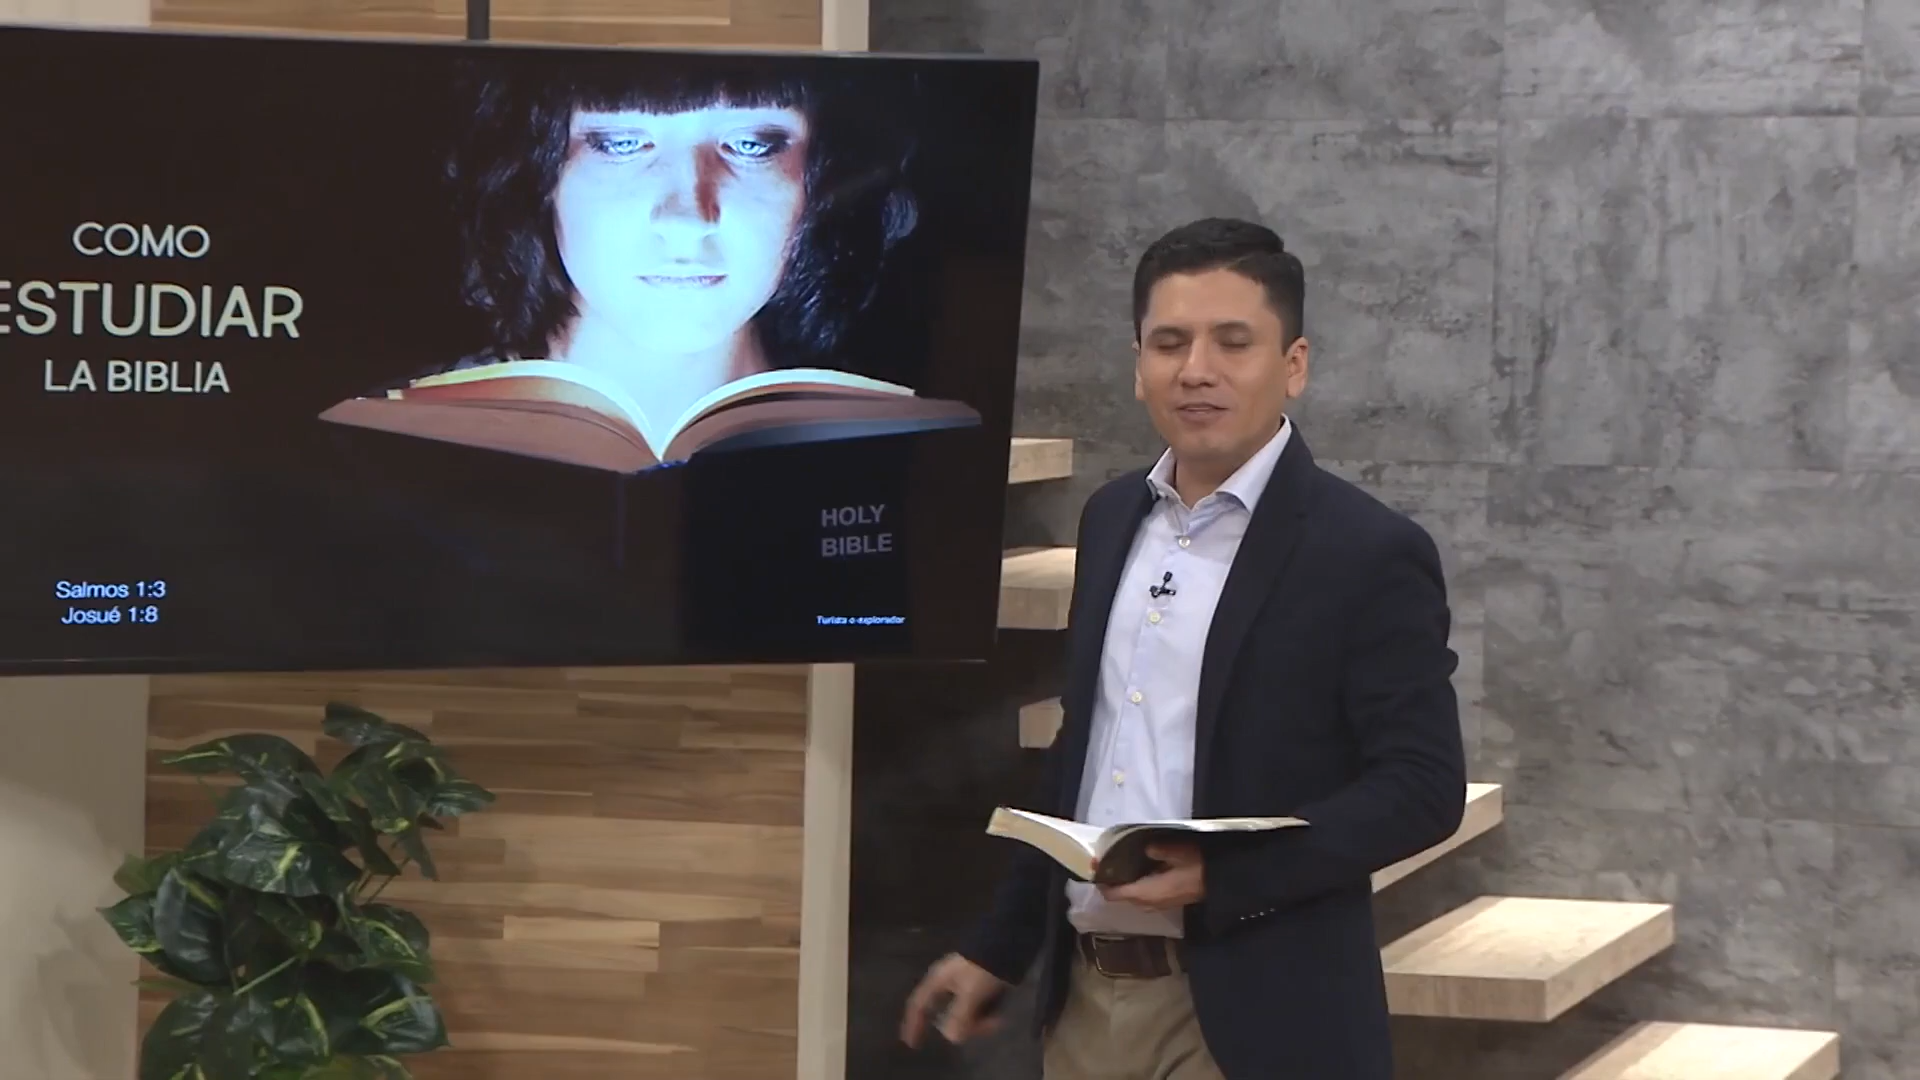 COMO
ESTUDIAR
LA BIBLIA
HOLY
BIBLE
Salmos 1:3
Josué 1:8
Turista o explorador